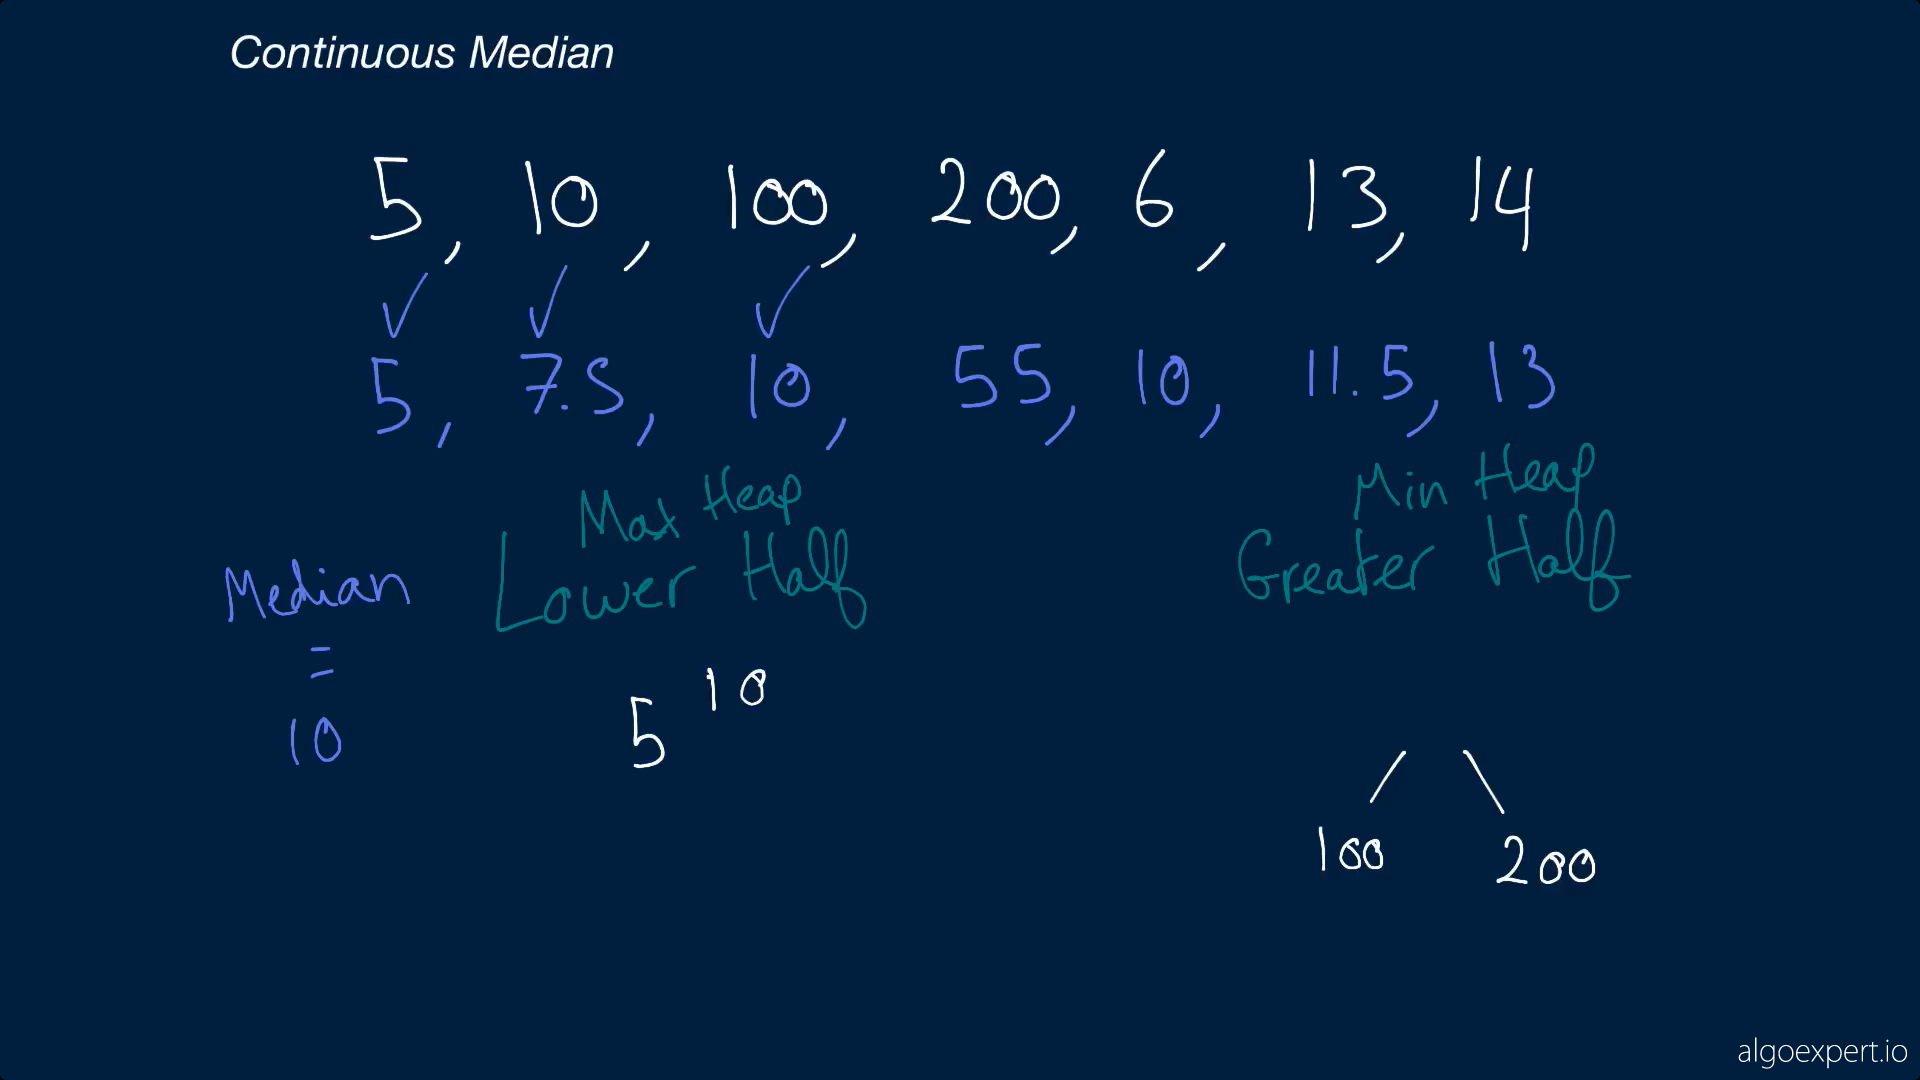 Continuous Median
5, 10, 100, 200, 6, 13, 14
5, 7.5, 10, 55, 10, 11.5, 13
Max Heap
Lower Half
Min Heap
Greater Half
Median
=
10
5 10
100 200
algoexpert.io